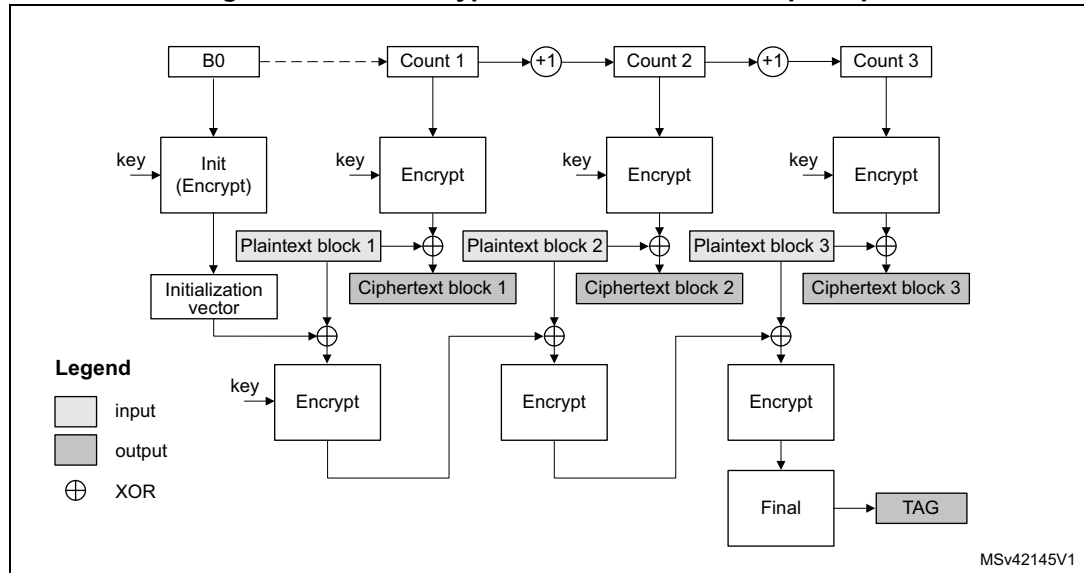 B0
Count 1
+1
Count 2
+1
Count 3
key
Init
(Encrypt)
key
Encrypt
key
Encrypt
key
Encrypt
Plaintext block 1
Plaintext block 2
Plaintext block 3
Initialization
vector
Ciphertext block 1
Ciphertext block 2
Ciphertext block 3
Legend
input
output
XOR
key
Encrypt
Encrypt
Encrypt
Final
TAG
MSv42145V1